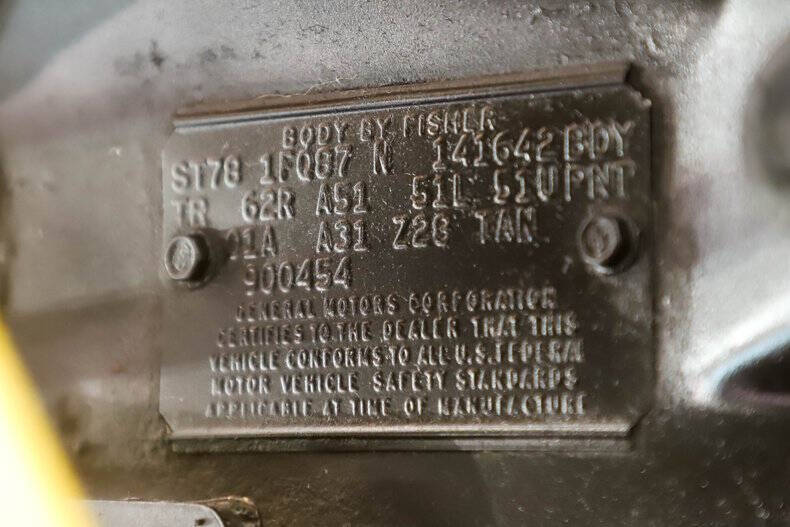 BODY BY FISHER
ST78 1FQ87 N 141642 BDY
TR 62R A51 51L 51U PNT
01A A31 Z28 TAN
900454
GENERAL MOTORS CORPORATION
CERTIFIES TO THE DEALER THAT THIS
VEHICLE CONFORMS TO ALL U.S. FEDERAL
MOTOR VEHICLE SAFETY STANDARDS
APPLICABLE AT TIME OF MANUFACTURE